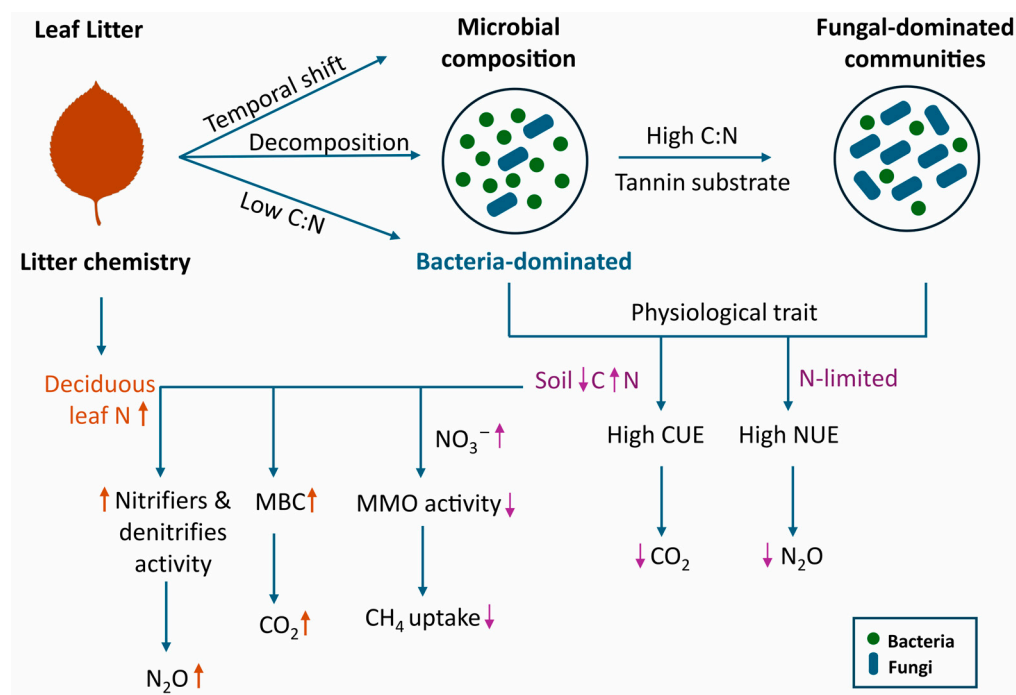 Leaf Litter
Microbial
composition
Fungal-dominated
communities
Temporal shift
Decomposition
Low C:N
High C:N
Tannin substrate
Litter chemistry
Bacteria-dominated
Physiological trait
Deciduous
leaf N ↑
Soil ↓C ↑N
N-limited
NO₃⁻ ↑
High CUE
High NUE
↑ Nitrifiers &
denitrifies
activity
MBC↑
MMO activity↓
↓CO₂
↓ N₂O
CO₂↑
CH₄ uptake↓
N₂O↑
Bacteria
Fungi